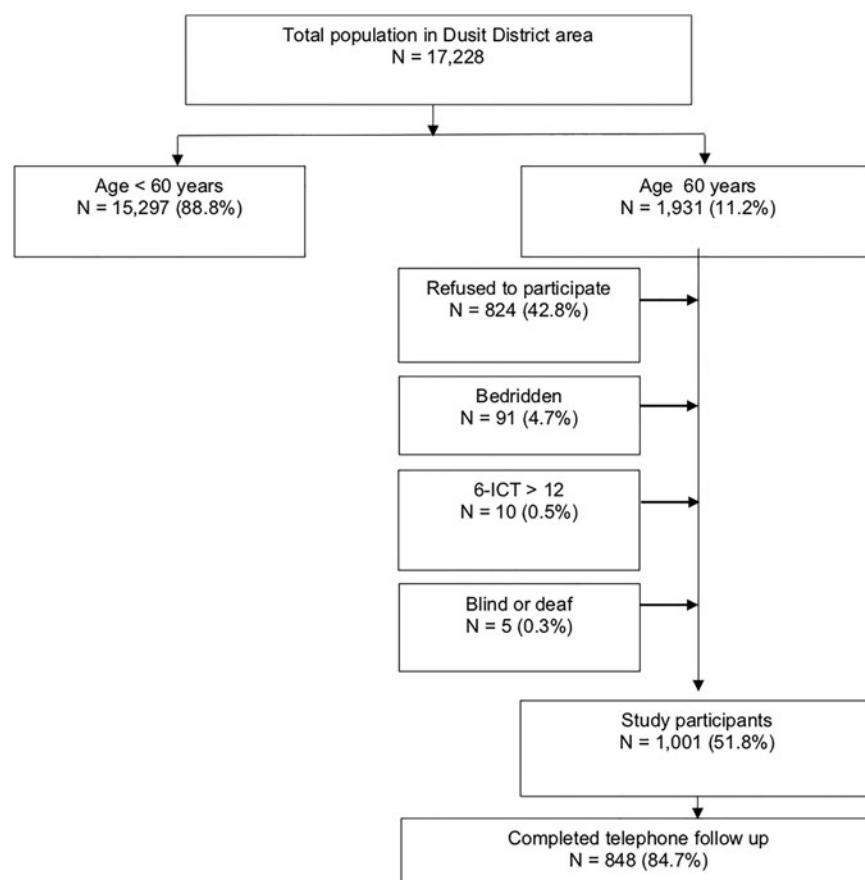 Total population in Dusit District area
N = 17,228
Age < 60 years
N = 15,297 (88.8%)
Age 60 years
N = 1,931 (11.2%)
Refused to participate
N = 824 (42.8%)
Bedridden
N = 91 (4.7%)
6-ICT > 12
N = 10 (0.5%)
Blind or deaf
N = 5 (0.3%)
Study participants
N = 1,001 (51.8%)
Completed telephone follow up
N = 848 (84.7%)